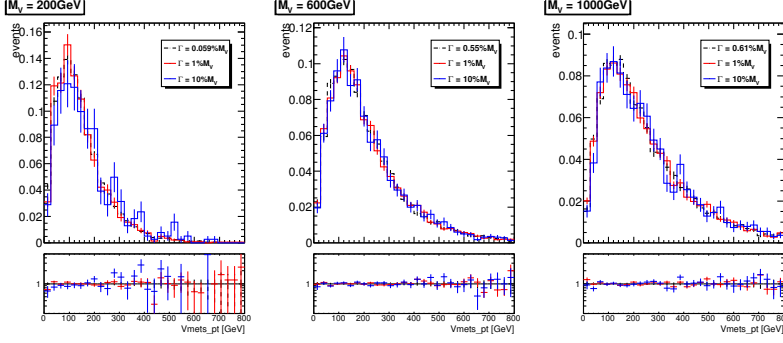 M_V = 200GeV
events
0.16
0.14
0.12
0.1
0.08
0.06
0.04
0.02
0
Γ = 0.059%M_V
Γ = 1%M_V
Γ = 10%M_V
1
0 100 200 300 400 500 600 700 800
Vmets_pt [GeV]
M_V = 600GeV
events
0.12
0.1
0.08
0.06
0.04
0.02
0
Γ = 0.55%M_V
Γ = 1%M_V
Γ = 10%M_V
1
0 100 200 300 400 500 600 700 800
Vmets_pt [GeV]
M_V = 1000GeV
events
0.1
0.08
0.06
0.04
0.02
0
Γ = 0.61%M_V
Γ = 1%M_V
Γ = 10%M_V
1
0 100 200 300 400 500 600 700 800
Vmets_pt [GeV]